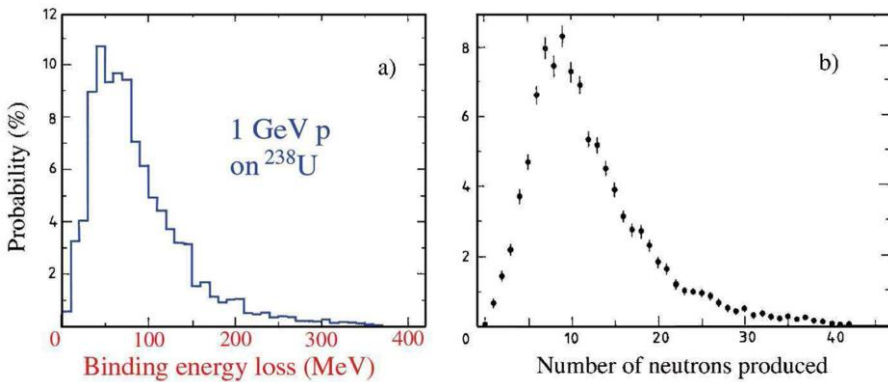 12
10
8
6
4
2
0
100
200
300
400
Probability (%)
Binding energy loss (MeV)
a)
1 GeV p
on ²³⁸U
8
6
4
2
0
10
20
30
40
Number of neutrons produced
b)